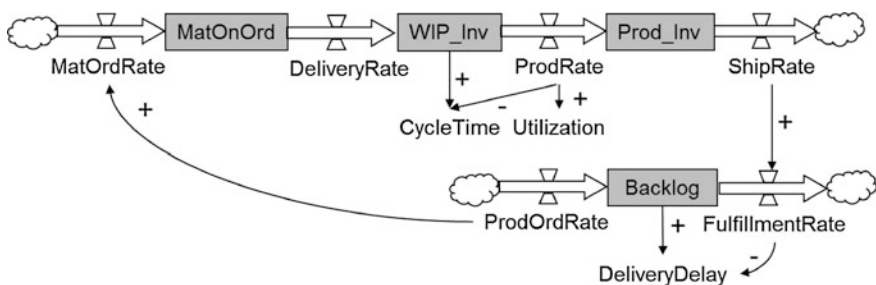 MatOnOrd
WIP_Inv
Prod_Inv
MatOrdRate
DeliveryRate
ProdRate
ShipRate
+
-
+
+
+
CycleTime
Utilization
Backlog
ProdOrdRate
+
FulfillmentRate
-
DeliveryDelay